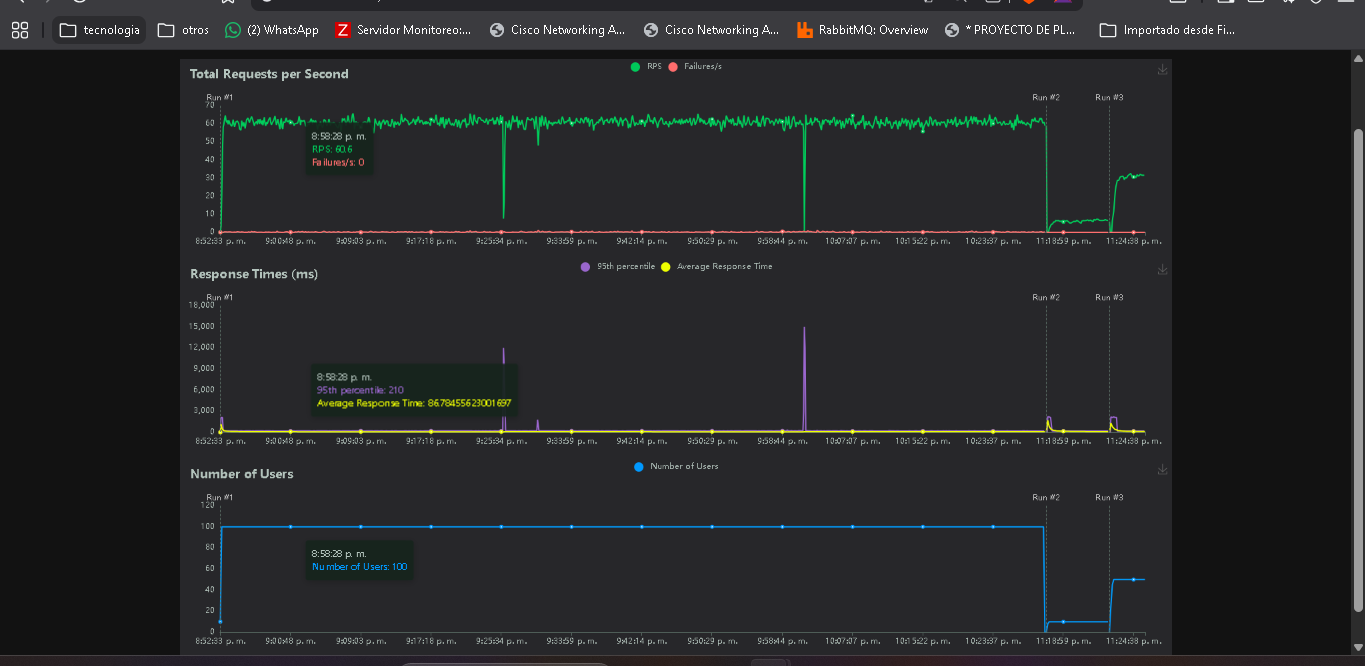 tecnologia
otros
(2) WhatsApp
Servidor Monitoreo:...
Cisco Networking A...
Cisco Networking A...
RabbitMQ: Overview
* PROYECTO DE PL...
Importado desde Fi...
Total Requests per Second
RPS Failures/s
Run #1 Run #2 Run #3
70
60
50
40
30
20
10
0
8:58:28 p. m.
RPS: 60.6
Failures/s: 0
8:52:33 p. m. 9:00:48 p. m. 9:09:03 p. m. 9:17:18 p. m. 9:25:34 p. m. 9:33:59 p. m. 9:42:14 p. m. 9:50:29 p. m. 9:58:44 p. m. 10:07:07 p. m. 10:15:22 p. m. 10:23:37 p. m. 11:18:59 p. m. 11:24:38 p. m.
Response Times (ms)
95th percentile Average Response Time
Run #1 Run #2 Run #3
18,000
15,000
12,000
9,000
6,000
3,000
0
8:58:28 p. m.
95th percentile: 210
Average Response Time: 86.78455623001697
8:52:33 p. m. 9:00:48 p. m. 9:09:03 p. m. 9:17:18 p. m. 9:25:34 p. m. 9:33:59 p. m. 9:42:14 p. m. 9:50:29 p. m. 9:58:44 p. m. 10:07:07 p. m. 10:15:22 p. m. 10:23:37 p. m. 11:18:59 p. m. 11:24:38 p. m.
Number of Users
Number of Users
Run #1 Run #2 Run #3
120
100
80
60
40
20
0
8:58:28 p. m.
Number of Users: 100
8:52:33 p. m. 9:00:48 p. m. 9:09:03 p. m. 9:17:18 p. m. 9:25:34 p. m. 9:33:59 p. m. 9:42:14 p. m. 9:50:29 p. m. 9:58:44 p. m. 10:07:07 p. m. 10:15:22 p. m. 10:23:37 p. m. 11:18:59 p. m. 11:24:38 p. m.